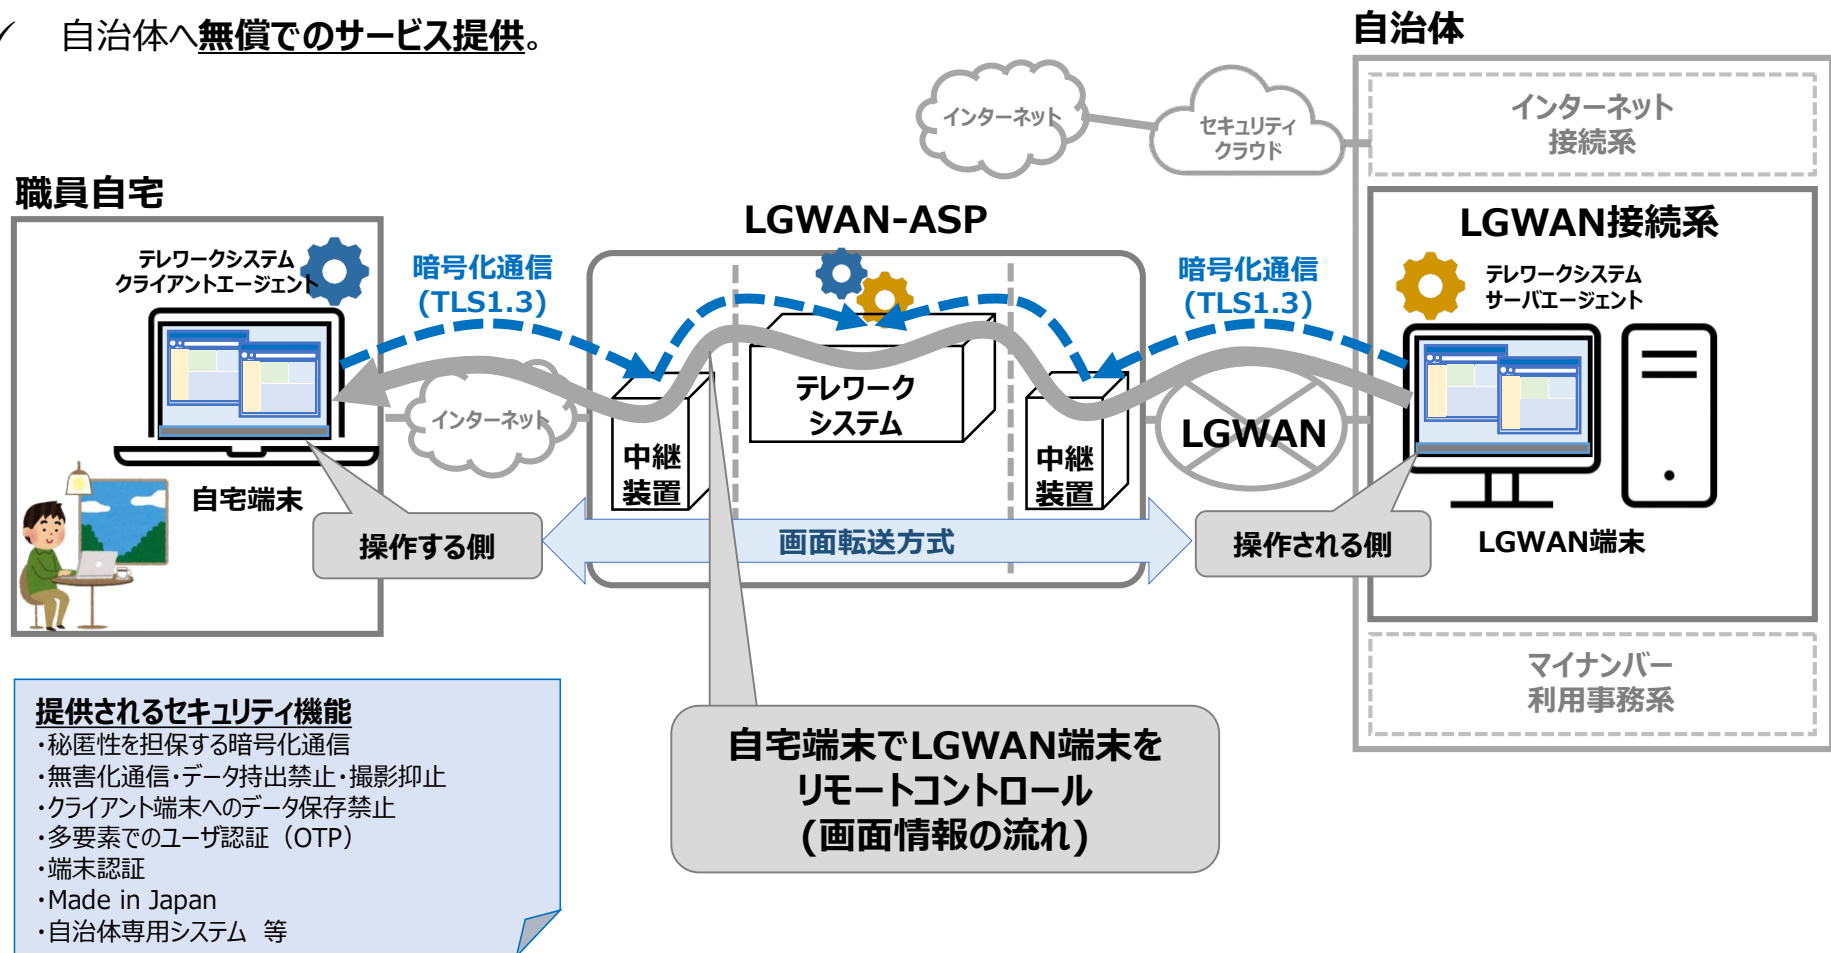 ✓ 自治体へ無償でのサービス提供。
自治体
インターネット
セキュリティ
クラウド
インターネット
接続系
職員自宅
テレワークシステム
クライアントエージェント
暗号化通信
(TLS1.3)
LGWAN-ASP
暗号化通信
(TLS1.3)
LGWAN接続系
テレワークシステム
サーバエージェント
インターネット
テレワーク
システム
中継
装置
中継
装置
LGWAN
自宅端末
操作する側
画面転送方式
操作される側
LGWAN端末
マイナンバー
利用事務系
自宅端末でLGWAN端末を
リモートコントロール
(画面情報の流れ)
提供されるセキュリティ機能
・秘匿性を担保する暗号化通信
・無害化通信・データ持出禁止・撮影抑止
・クライアント端末へのデータ保存禁止
・多要素でのユーザ認証（OTP）
・端末認証
・Made in Japan
・自治体専用システム 等